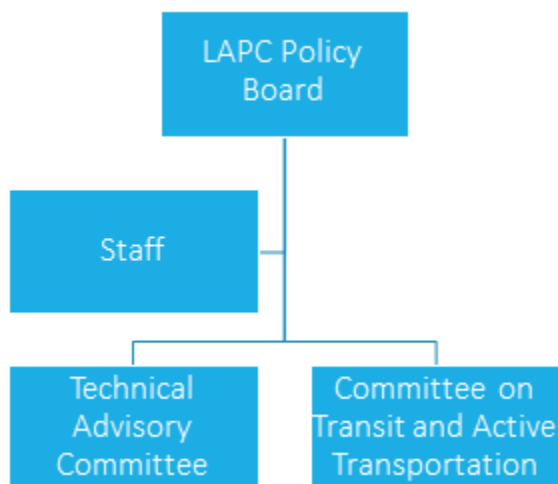 LAPC Policy
Board
Staff
Technical
Advisory
Committee
Committee on
Transit and Active
Transportation